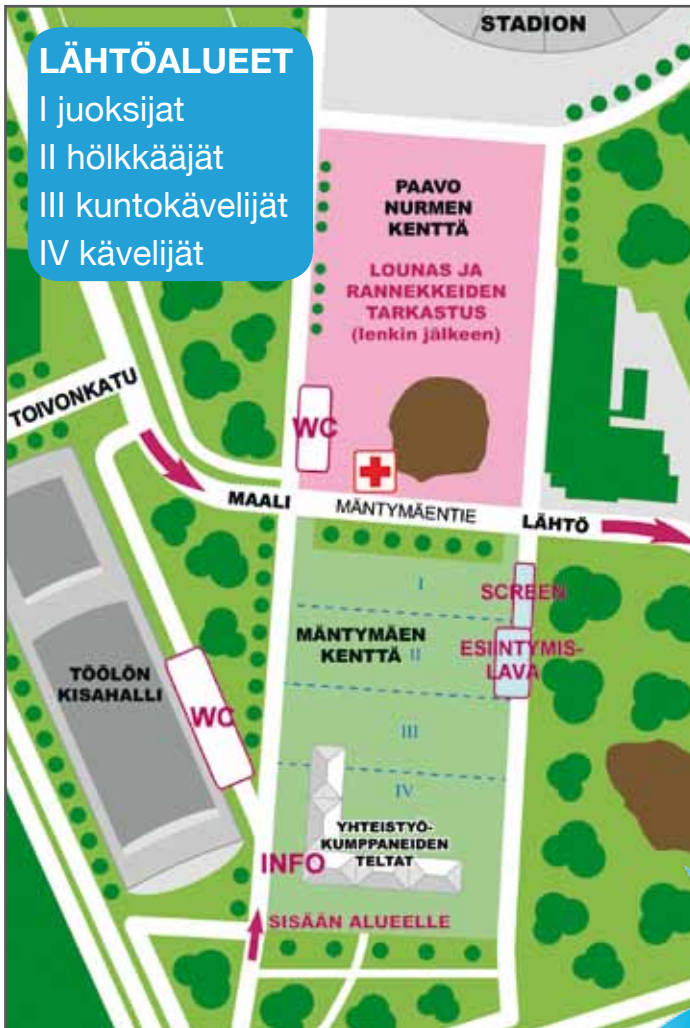 STADION
LÄHTÖALUEET
I juoksijat
II hölkkääjät
III kuntokävelijät
IV kävelijät
PAAVO
NURMEN
KENTTÄ
LOUNAS JA
RANNEKKEIDEN
TARKASTUS
(lenkin jälkeen)
TOIVONKATU
WC
MAALI
MÄNTYMÄENTIE
LÄHTÖ
I
SCREEN
MÄNTYMÄEN
KENTTÄ
II
ESIINTYMIS-
LAVA
TÖÖLÖN
KISAHALLI
WC
III
IV
YHTEISTYÖ-
KUMPPANEIDEN
TELTAT
INFO
SISÄÄN ALUEELLE